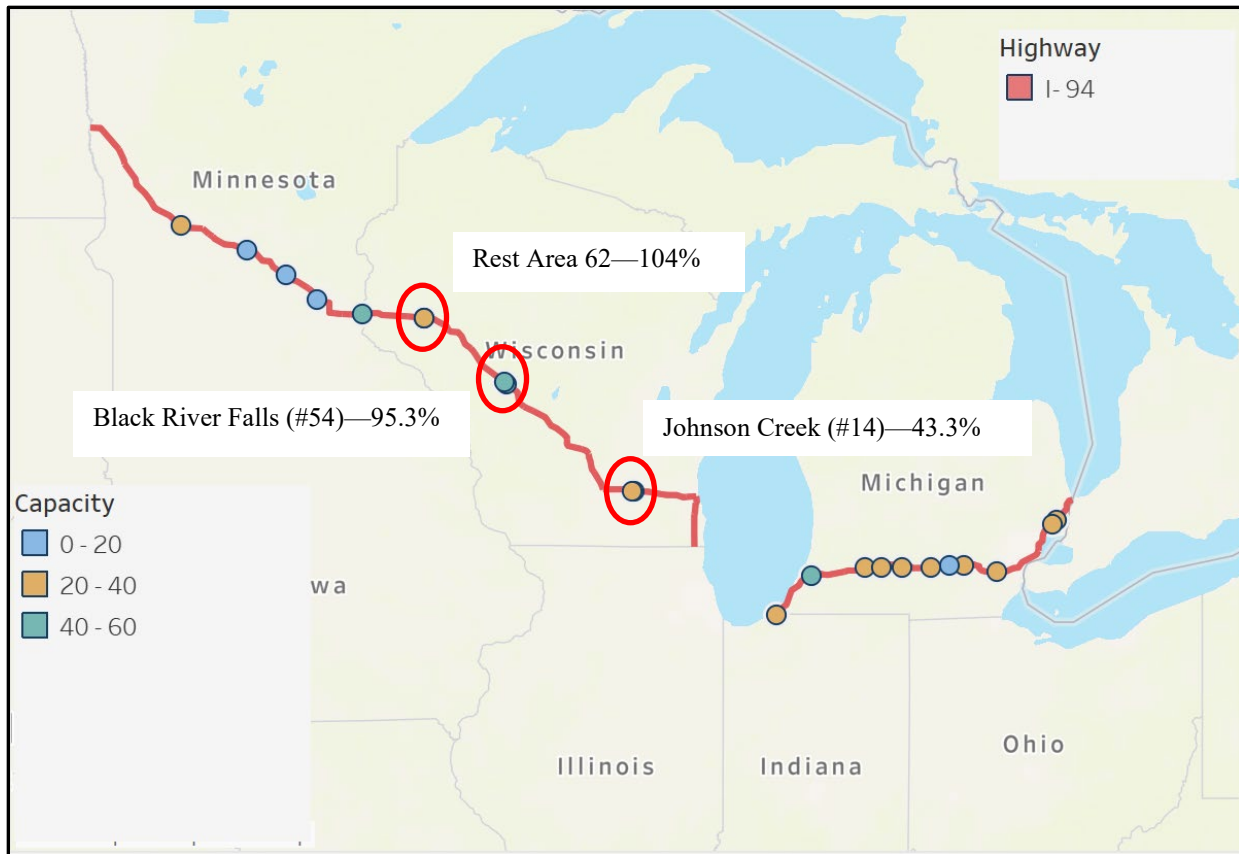 Highway
I- 94
Minnesota
Rest Area 62—104%
Wisconsin
Black River Falls (#54)—95.3%
Johnson Creek (#14)—43.3%
Michigan
Capacity
0 - 20
20 - 40
40 - 60
wa
Illinois
Indiana
Ohio